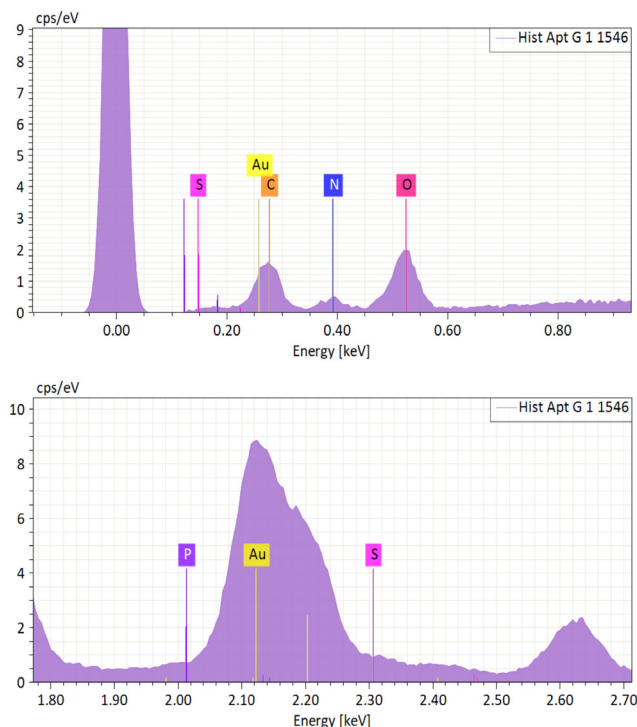 cps/eV
9
Hist Apt G 1 1546
8
7
6
5
Au
4
S C N O
3
2
1
0
0.00 0.20 0.40 0.60 0.80
Energy [keV]
cps/eV
10
Hist Apt G 1 1546
8
6
P Au S
4
2
0
1.80 1.90 2.00 2.10 2.20 2.30 2.40 2.50 2.60 2.70
Energy [keV]